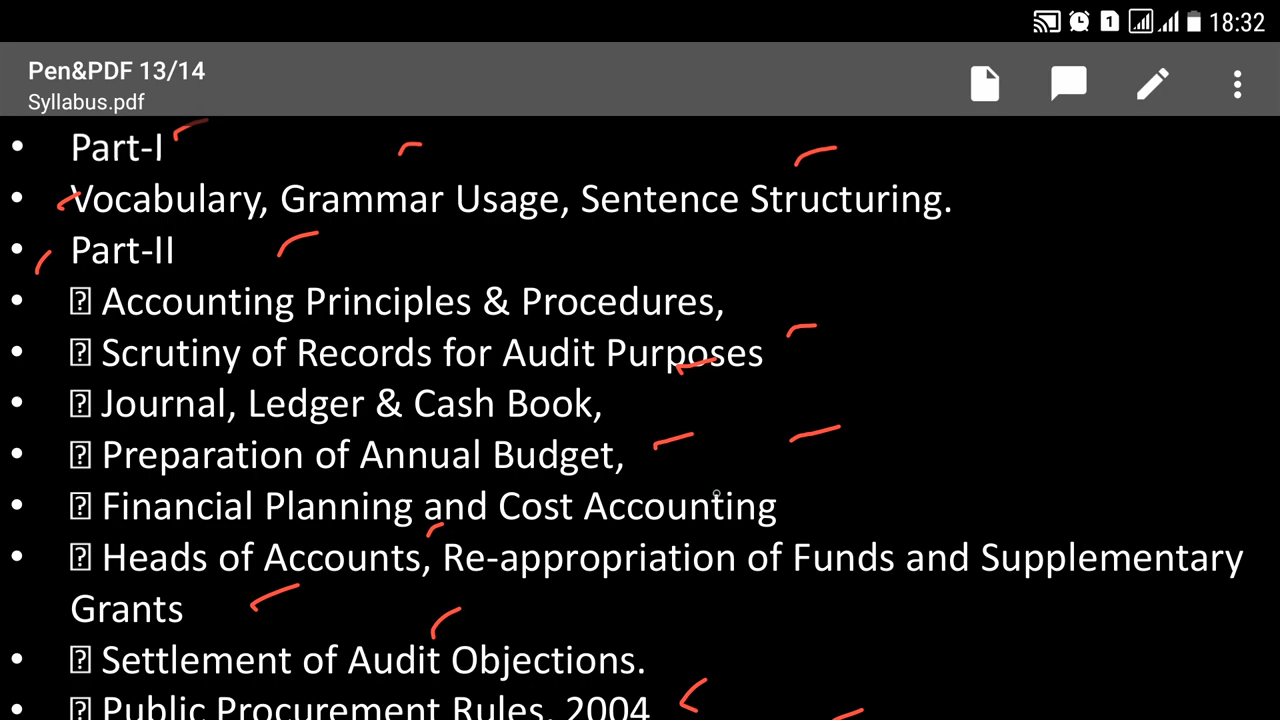 18:32
Pen&PDF 13/14
Syllabus.pdf
• Part-I
• Vocabulary, Grammar Usage, Sentence Structuring.
• Part-II
• Accounting Principles & Procedures,
• Scrutiny of Records for Audit Purposes
• Journal, Ledger & Cash Book,
• Preparation of Annual Budget,
• Financial Planning and Cost Accounting
• Heads of Accounts, Re-appropriation of Funds and Supplementary
Grants
• Settlement of Audit Objections.
• Public Procurement Rules, 2004